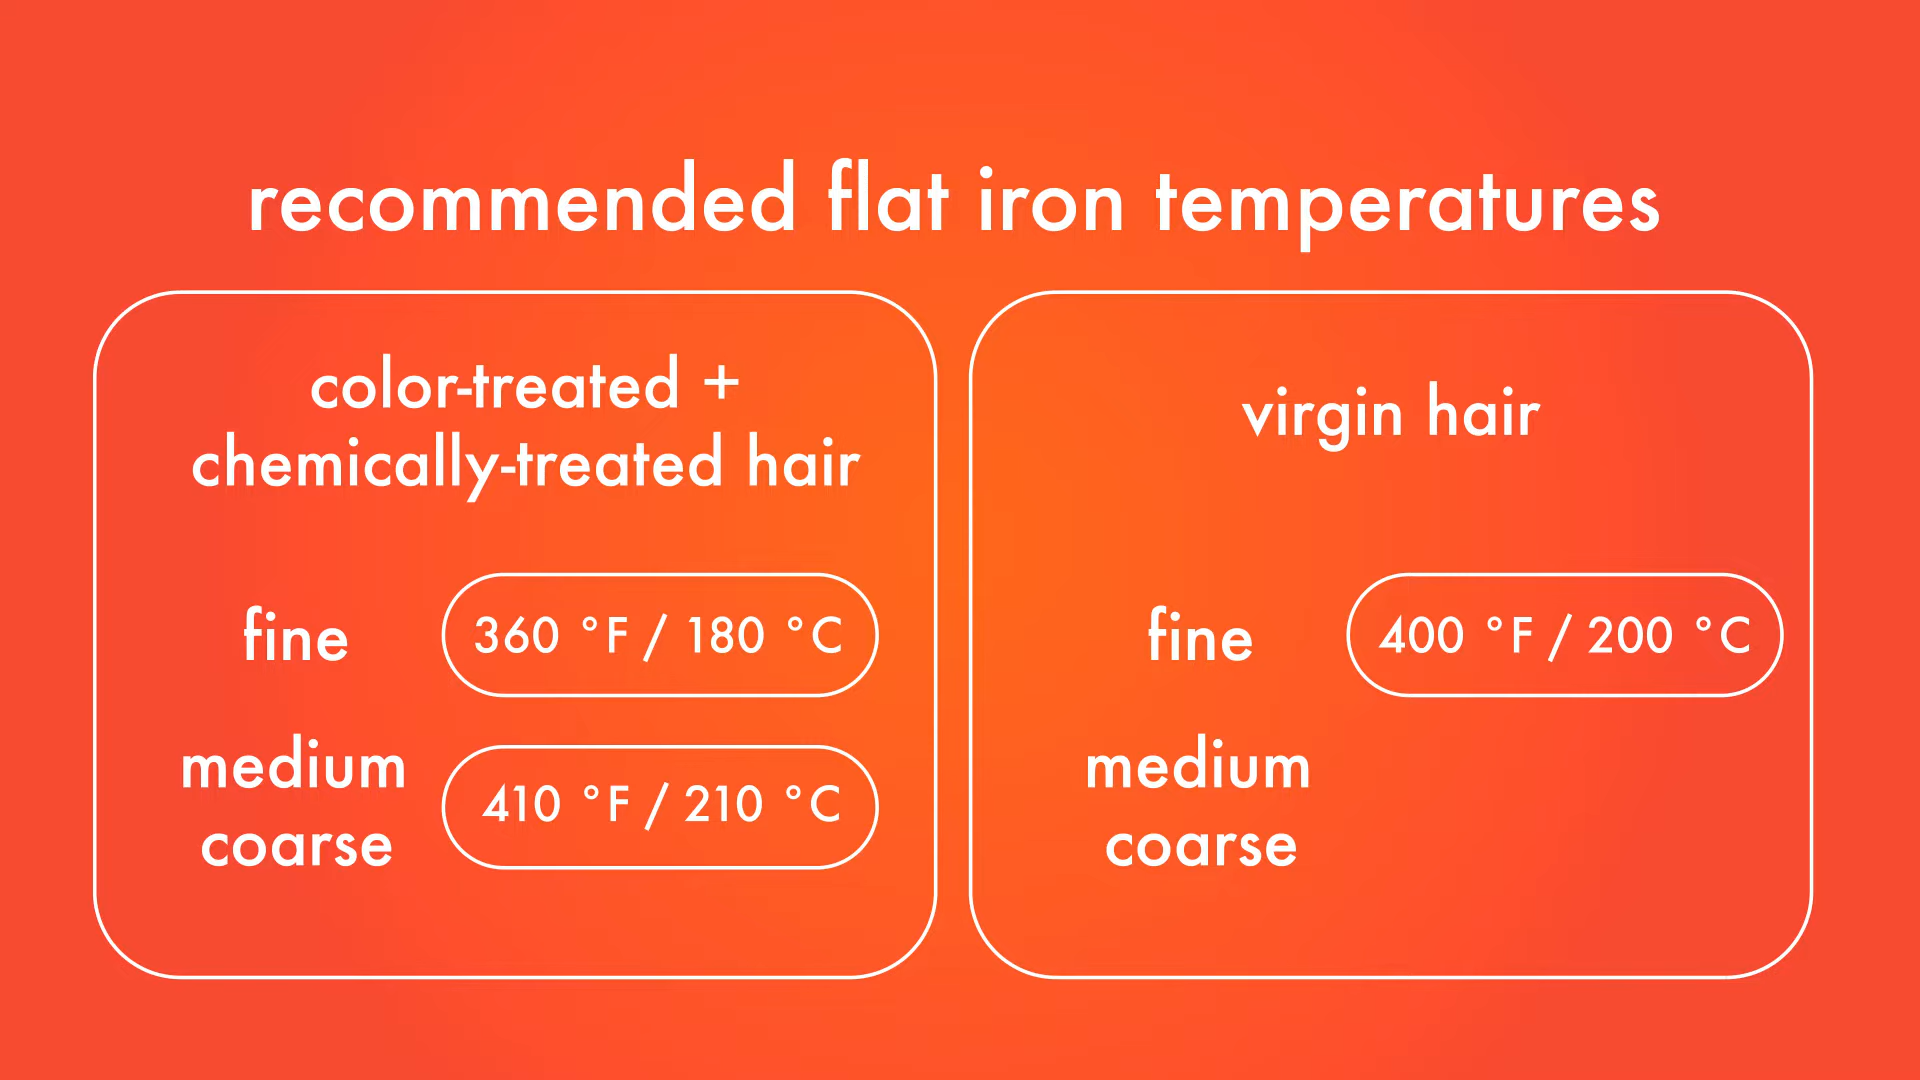 recommended flat iron temperatures
color-treated +
chemically-treated hair
fine
360 °F / 180 °C
medium
coarse
410 °F / 210 °C
virgin hair
fine
400 °F / 200 °C
medium
coarse